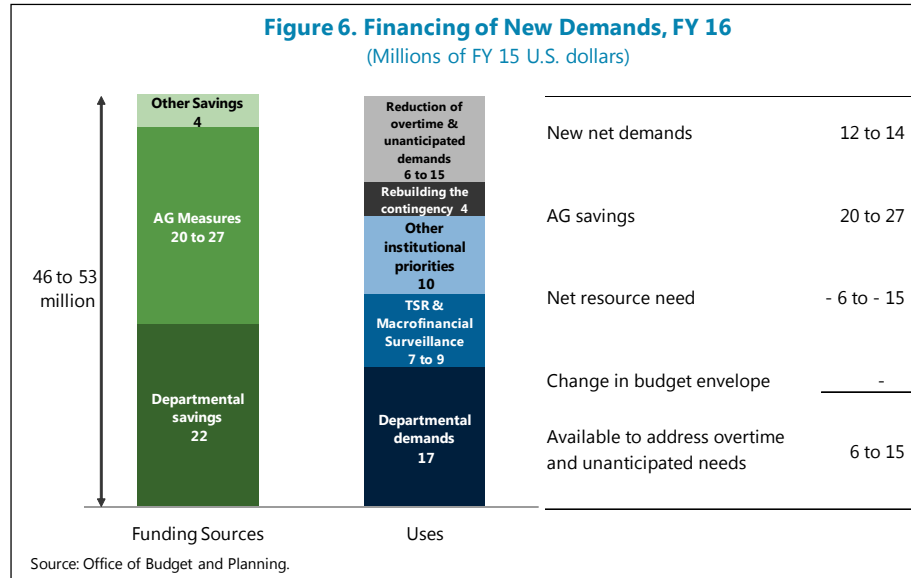 Figure 6. Financing of New Demands, FY 16
(Millions of FY 15 U.S. dollars)
46 to 53
million
Other Savings
4
AG Measures
20 to 27
Departmental
savings
22
Reduction of
overtime &
unanticipated
demands
6 to 15
Rebuilding the
contingency 4
Other
institutional
priorities
10
TSR &
Macrofinancial
Surveillance
7 to 9
Departmental
demands
17
Funding Sources
Uses
New net demands 12 to 14
AG savings 20 to 27
Net resource need - 6 to - 15
Change in budget envelope -
Available to address overtime
and unanticipated needs 6 to 15
Source: Office of Budget and Planning.